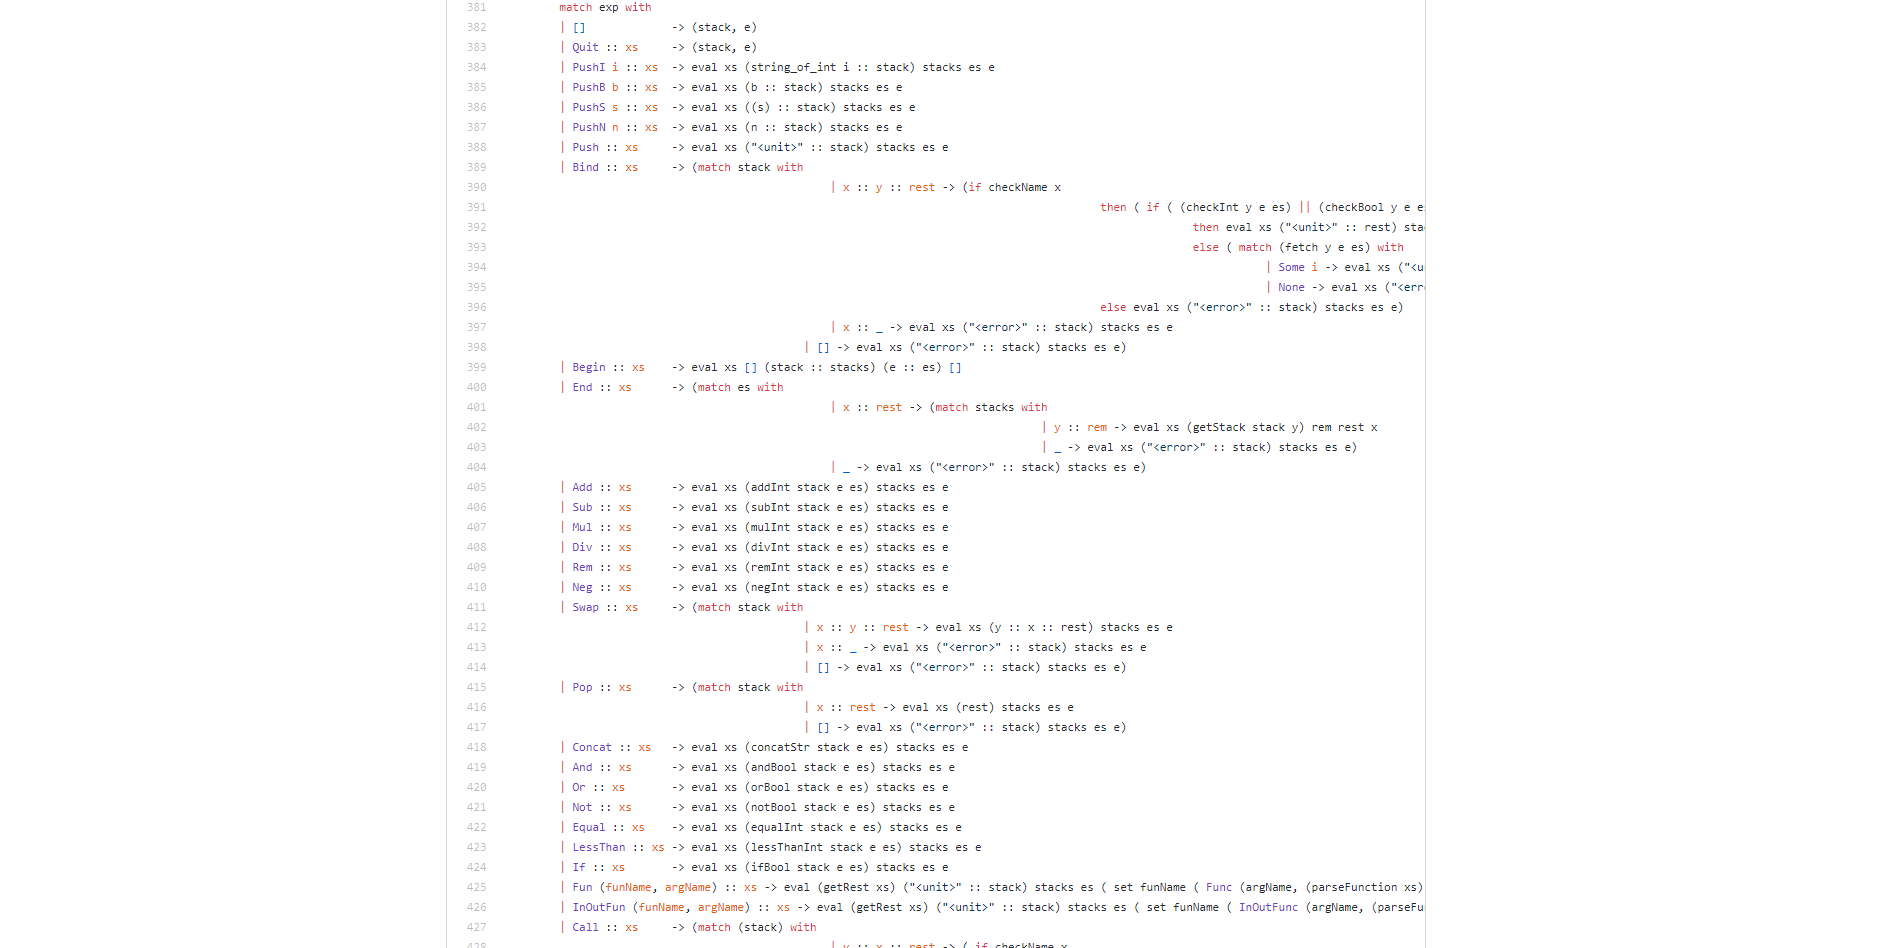 381 match exp with
382 | [] -> (stack, e)
383 | Quit :: xs -> (stack, e)
384 | PushI i :: xs -> eval xs (string_of_int i :: stack) stacks es e
385 | PushB b :: xs -> eval xs (b :: stack) stacks es e
386 | PushS s :: xs -> eval xs ((s) :: stack) stacks es e
387 | PushN n :: xs -> eval xs (n :: stack) stacks es e
388 | Push :: xs -> eval xs ("<unit>" :: stack) stacks es e
389 | Bind :: xs -> (match stack with
390 | x :: y :: rest -> (if checkName x
391 then ( if ( (checkInt y e es) || (checkBool y e e
392 then eval xs ("<unit>" :: rest) sta
393 else ( match (fetch y e es) with
394 | Some i -> eval xs ("<u
395 | None -> eval xs ("<err
396 else eval xs ("<error>" :: stack) stacks es e)
397 | x :: _ -> eval xs ("<error>" :: stack) stacks es e
398 | [] -> eval xs ("<error>" :: stack) stacks es e)
399 | Begin :: xs -> eval xs [] (stack :: stacks) (e :: es) []
400 | End :: xs -> (match es with
401 | x :: rest -> (match stacks with
402 | y :: rem -> eval xs (getStack stack y) rem rest x
403 | _ -> eval xs ("<error>" :: stack) stacks es e)
404 | _ -> eval xs ("<error>" :: stack) stacks es e)
405 | Add :: xs -> eval xs (addInt stack e es) stacks es e
406 | Sub :: xs -> eval xs (subInt stack e es) stacks es e
407 | Mul :: xs -> eval xs (mulInt stack e es) stacks es e
408 | Div :: xs -> eval xs (divInt stack e es) stacks es e
409 | Rem :: xs -> eval xs (remInt stack e es) stacks es e
410 | Neg :: xs -> eval xs (negInt stack e es) stacks es e
411 | Swap :: xs -> (match stack with
412 | x :: y :: rest -> eval xs (y :: x :: rest) stacks es e
413 | x :: _ -> eval xs ("<error>" :: stack) stacks es e
414 | [] -> eval xs ("<error>" :: stack) stacks es e)
415 | Pop :: xs -> (match stack with
416 | x :: rest -> eval xs (rest) stacks es e
417 | [] -> eval xs ("<error>" :: stack) stacks es e)
418 | Concat :: xs -> eval xs (concatStr stack e es) stacks es e
419 | And :: xs -> eval xs (andBool stack e es) stacks es e
420 | Or :: xs -> eval xs (orBool stack e es) stacks es e
421 | Not :: xs -> eval xs (notBool stack e es) stacks es e
422 | Equal :: xs -> eval xs (equalInt stack e es) stacks es e
423 | LessThan :: xs -> eval xs (lessThanInt stack e es) stacks es e
424 | If :: xs -> eval xs (ifBool stack e es) stacks es e
425 | Fun (funName, argName) :: xs -> eval (getRest xs) ("<unit>" :: stack) stacks es ( set funName ( Func (argName, (parseFunction xs)
426 | InOutFun (funName, argName) :: xs -> eval (getRest xs) ("<unit>" :: stack) stacks es ( set funName ( InOutFunc (argName, (parseFu
427 | Call :: xs -> (match (stack) with
428 | y :: x :: rest -> ( if checkName x